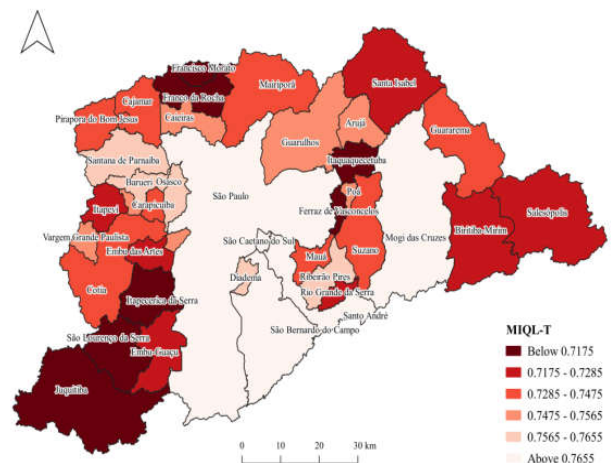 Francisco Morato
Franco da Rocha
Mairiporã
Santa Isabel
Cajamar
Pirapora do Bom Jesus
Caieiras
Arujá
Guararema
Guarulhos
Santana de Parnaíba
Itaquaquecetuba
Barueri
Osasco
São Paulo
Poá
Itapevi
Carapicuíba
Ferraz de Vasconcelos
Salesópolis
Mogi das Cruzes
Biritiba-Mirim
Vargem Grande Paulista
São Caetano do Sul
Embu das Artes
Mauá
Suzano
Diadema
Ribeirão Pires
Cotia
Rio Grande da Serra
Itapecerica da Serra
Santo André
São Bernardo do Campo
São Lourenço da Serra
Embu-Guaçu
Juquitiba
MIQL-T
Below 0.7175
0.7175 - 0.7285
0.7285 - 0.7475
0.7475 - 0.7565
0.7565 - 0.7655
Above 0.7655
0 10 20 30 km